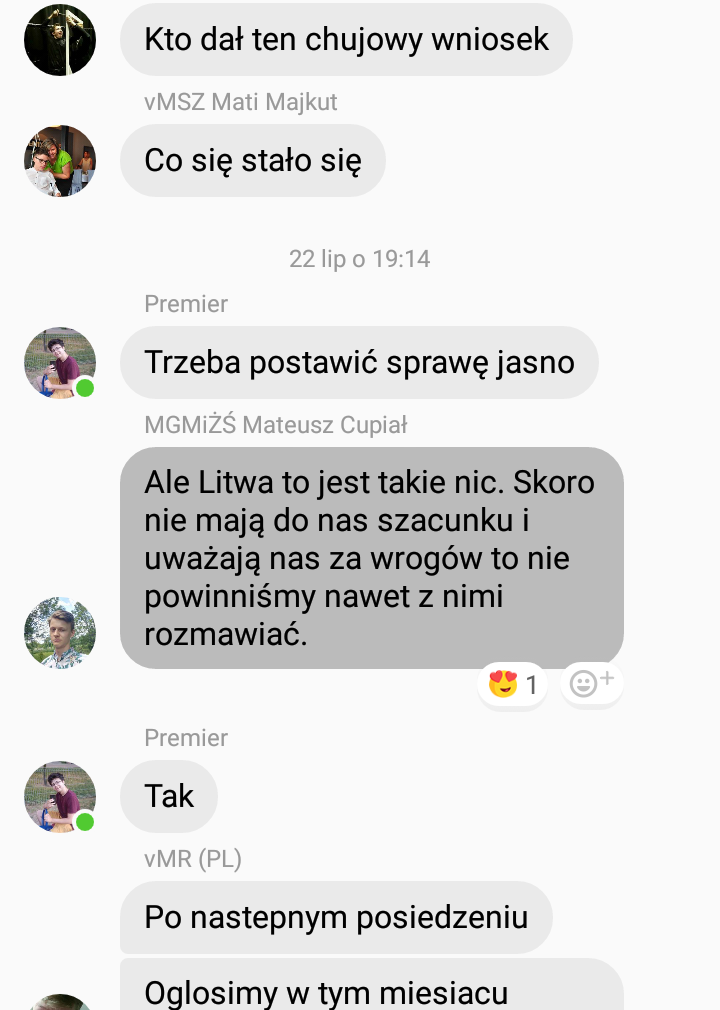 Kto dał ten chujowy wniosek
vMSZ Mati Majkut
Co się stało się
22 lip o 19:14
Premier
Trzeba postawić sprawę jasno
MGMiŻŚ Mateusz Cupiał
Ale Litwa to jest takie nic. Skoro
nie mają do nas szacunku i
uważają nas za wrogów to nie
powinniśmy nawet z nimi
rozmawiać.
1
Premier
Tak
vMR (PL)
Po nastepnym posiedzeniu
Oglosimy w tym miesiacu